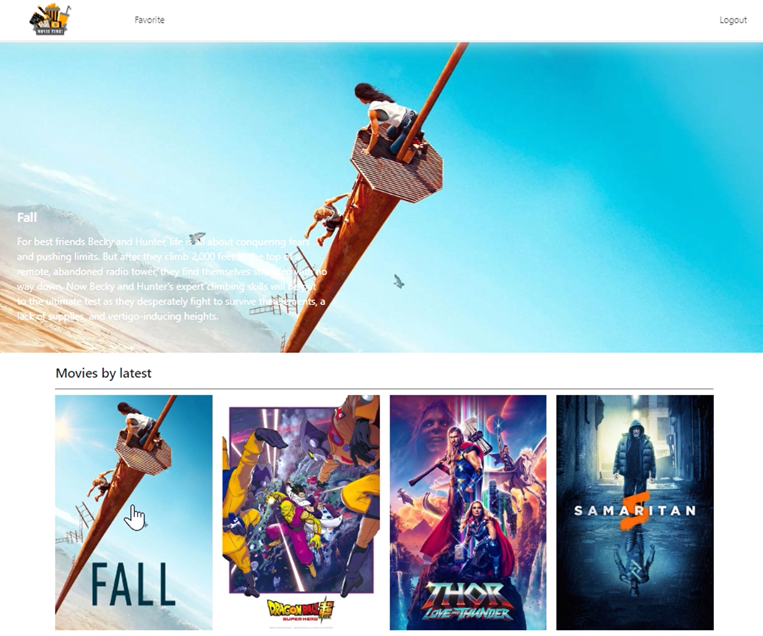 Favorite
Logout
Fall
For best friends Becky and Hunter, life is all about conquering fears
and pushing limits. But after they climb 2,000 feet to the top of a
remote, abandoned radio tower, they find themselves stranded with no
way down. Now Becky and Hunter's expert climbing skills will be put
to the ultimate test as they desperately fight to survive the elements, a
lack of supplies, and vertigo-inducing heights.
Movies by latest
FALL
DRAGONBALL SUPER
SUPER HERO
THOR
LOVE AND THUNDER
SAMARITAN